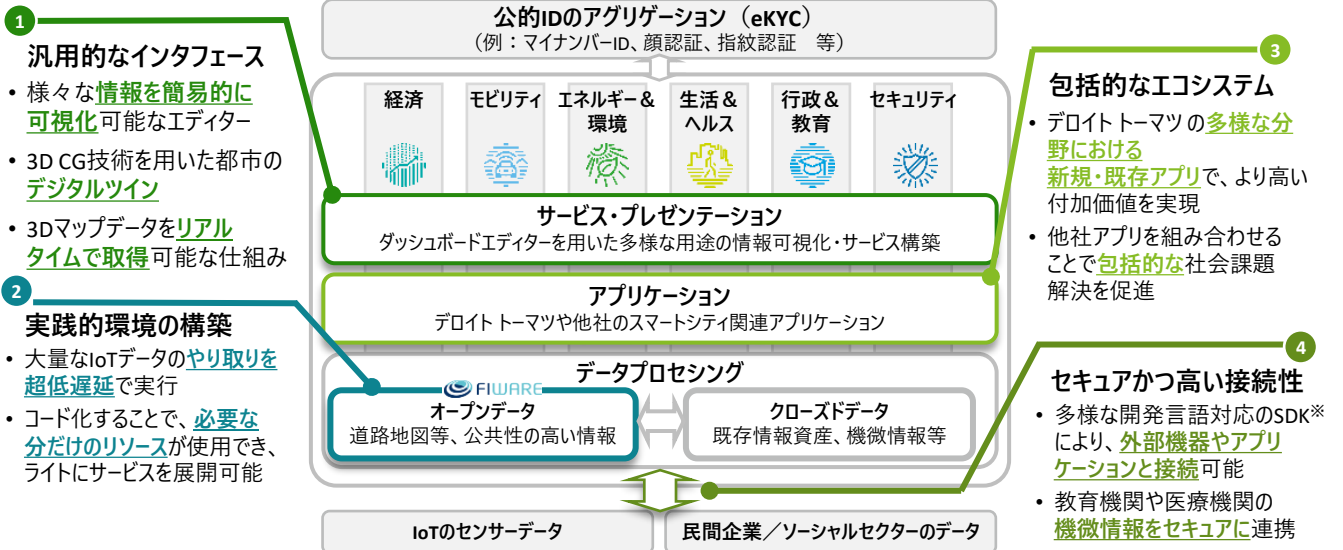 1
汎用的なインタフェース
• 様々な情報を簡易的に
可視化可能なエディター
• 3D CG技術を用いた都市の
デジタルツイン
• 3Dマップデータをリアル
タイムで取得可能な仕組み
2
実践的環境の構築
• 大量なIoTデータのやり取りを
超低遅延で実行
• コード化することで、必要な
分だけのリソースが使用でき、
ライトにサービスを展開可能
公的IDのアグリゲーション（eKYC）
（例：マイナンバーID、顔認証、指紋認証　等）
経済
モビリティ
エネルギー＆
環境
生活＆
ヘルス
行政＆
教育
セキュリティ
サービス・プレゼンテーション
ダッシュボードエディターを用いた多様な用途の情報可視化・サービス構築
アプリケーション
デロイト トーマツや他社のスマートシティ関連アプリケーション
データプロセシング
FIWARE
オープンデータ
道路地図等、公共性の高い情報
クローズドデータ
既存情報資産、機微情報等
IoTのセンサーデータ
民間企業／ソーシャルセクターのデータ
3
包括的なエコシステム
• デロイト トーマツ の多様な分
野における
新規・既存アプリで、より高い
付加価値を実現
• 他社アプリを組み合わせる
ことで包括的な社会課題
解決を促進
4
セキュアかつ高い接続性
• 多様な開発言語対応のSDK※
により、外部機器やアプリ
ケーションと接続可能
• 教育機関や医療機関の
機微情報をセキュアに連携